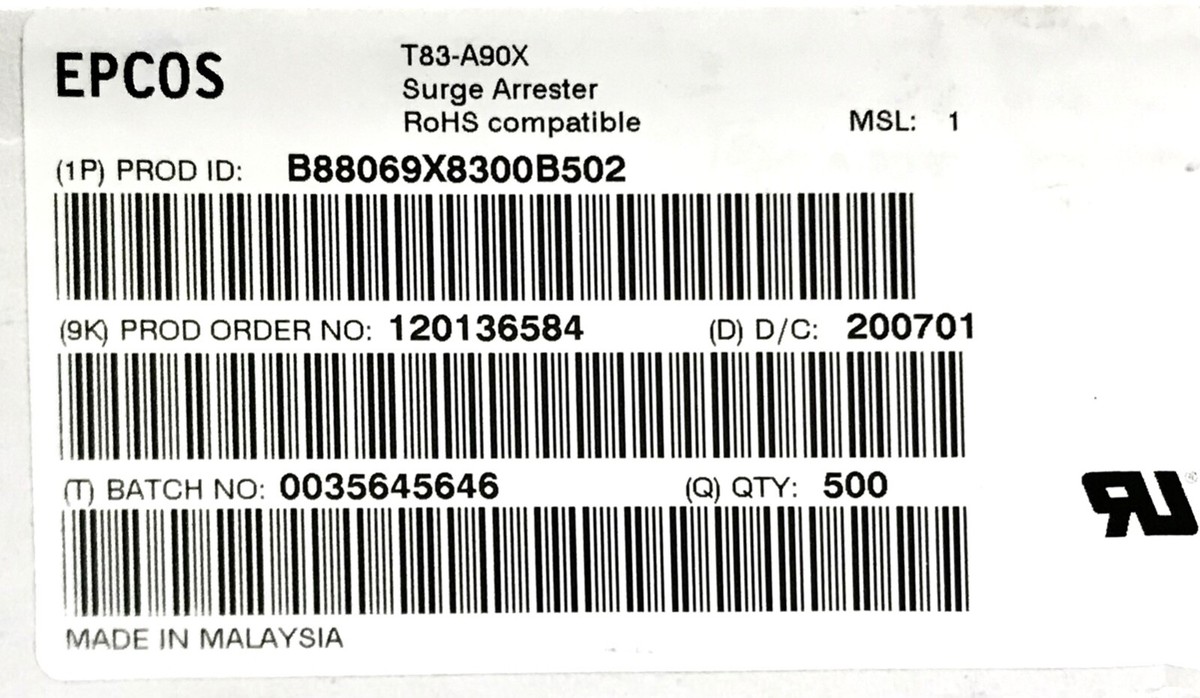 EPCOS
T83-A90X
Surge Arrester
RoHS compatible
MSL: 1
(1P) PROD ID: B88069X8300B502
(9K) PROD ORDER NO: 120136584 (D) D/C: 200701
(T) BATCH NO: 0035645646 (Q) QTY: 500
RU
®
MADE IN MALAYSIA